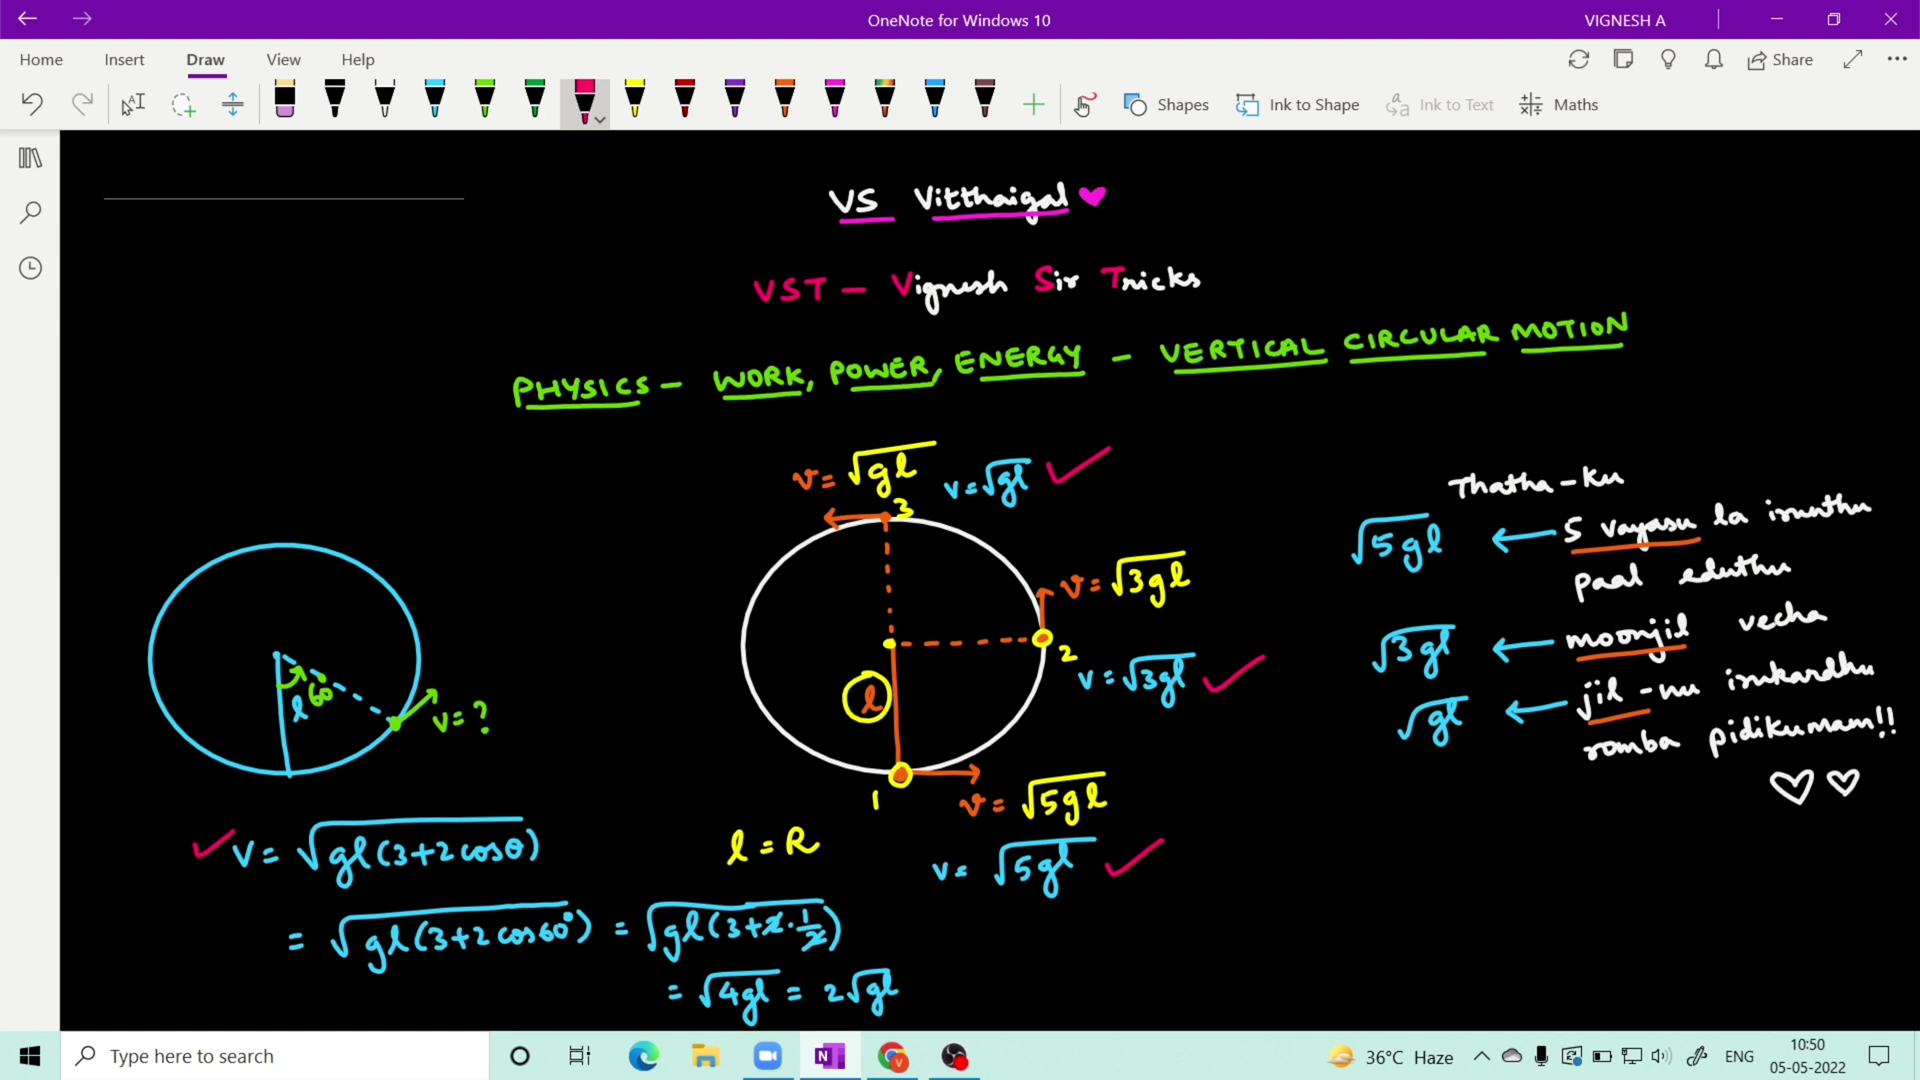 OneNote for Windows 10
VIGNESH A
Home Insert Draw View Help
Share
Shapes Ink to Shape Ink to Text Maths
VS Vitthaigal
VST - Vignesh Sir Tricks
PHYSICS - WORK, POWER, ENERGY - VERTICAL CIRCULAR MOTION
v = √gl v = √gl
3
v = √3gl
2
v = √3gl
l
1
v = √5gl
v = √5gl
l = R
60
l
v = ?
V = √gl(3+2cosθ)
= √gl(3+2cos60°) = √gl(3+2·1/2)
= √4gl = 2√gl
Thatha-ku
√5gl ← 5 vayasu la irunthu
paal eduthu
√3gl ← moonjil vecha
√gl ← jil-nu irukardhu
romba pidikumam!!
Type here to search
36°C Haze
ENG
10:50
05-05-2022